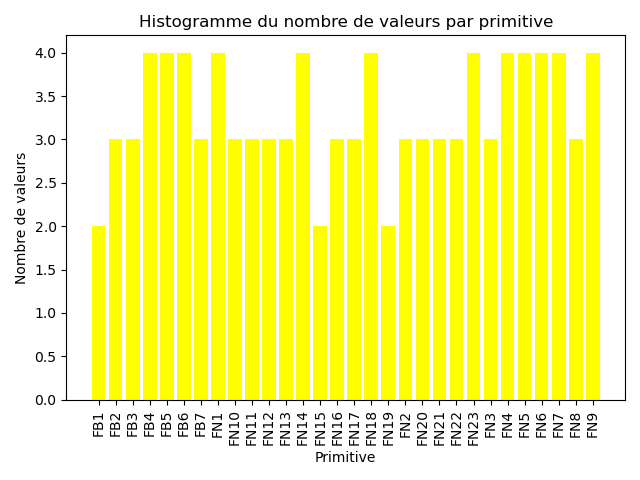 Histogramme du nombre de valeurs par primitive
Nombre de valeurs
4.0
3.5
3.0
2.5
2.0
1.5
1.0
0.5
0.0
FB1
FB2
FB3
FB4
FB5
FB6
FB7
FN1
FN10
FN11
FN12
FN13
FN14
FN15
FN16
FN17
FN18
FN19
FN2
FN20
FN21
FN22
FN23
FN3
FN4
FN5
FN6
FN7
FN8
FN9
Primitive